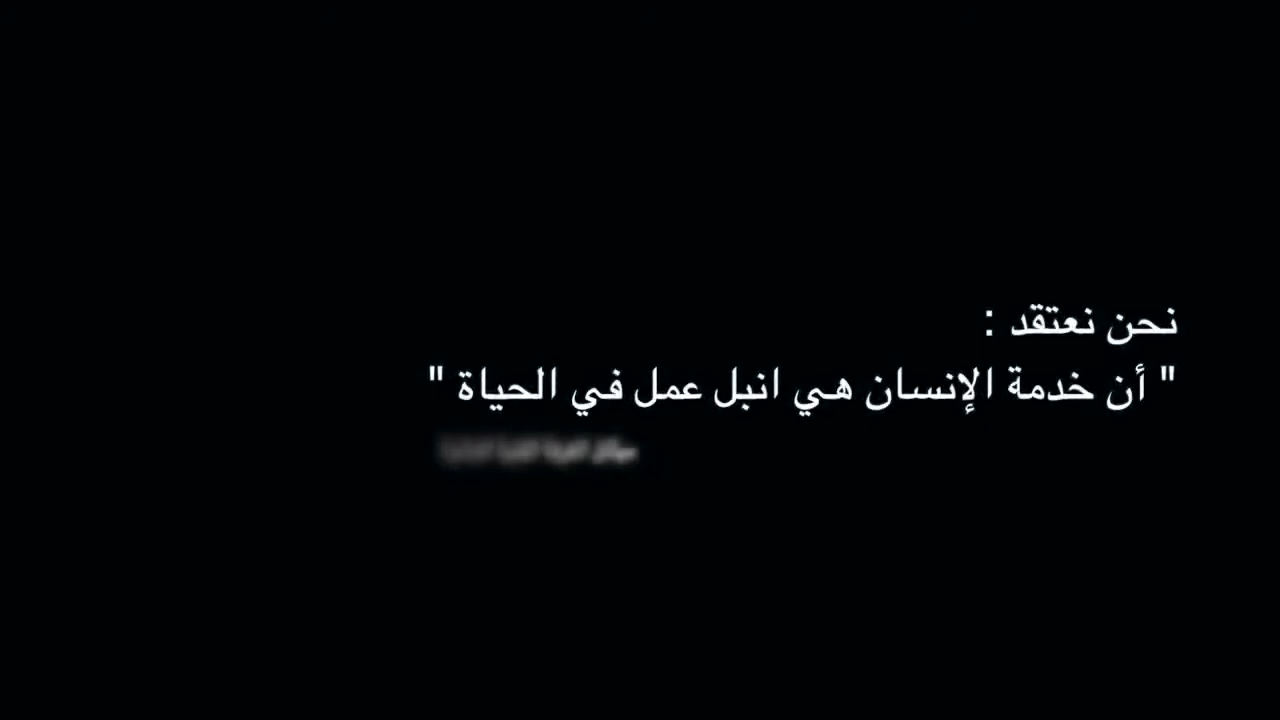 نحن نعتقد :
" أن خدمة الإنسان هي انبل عمل في الحياة "